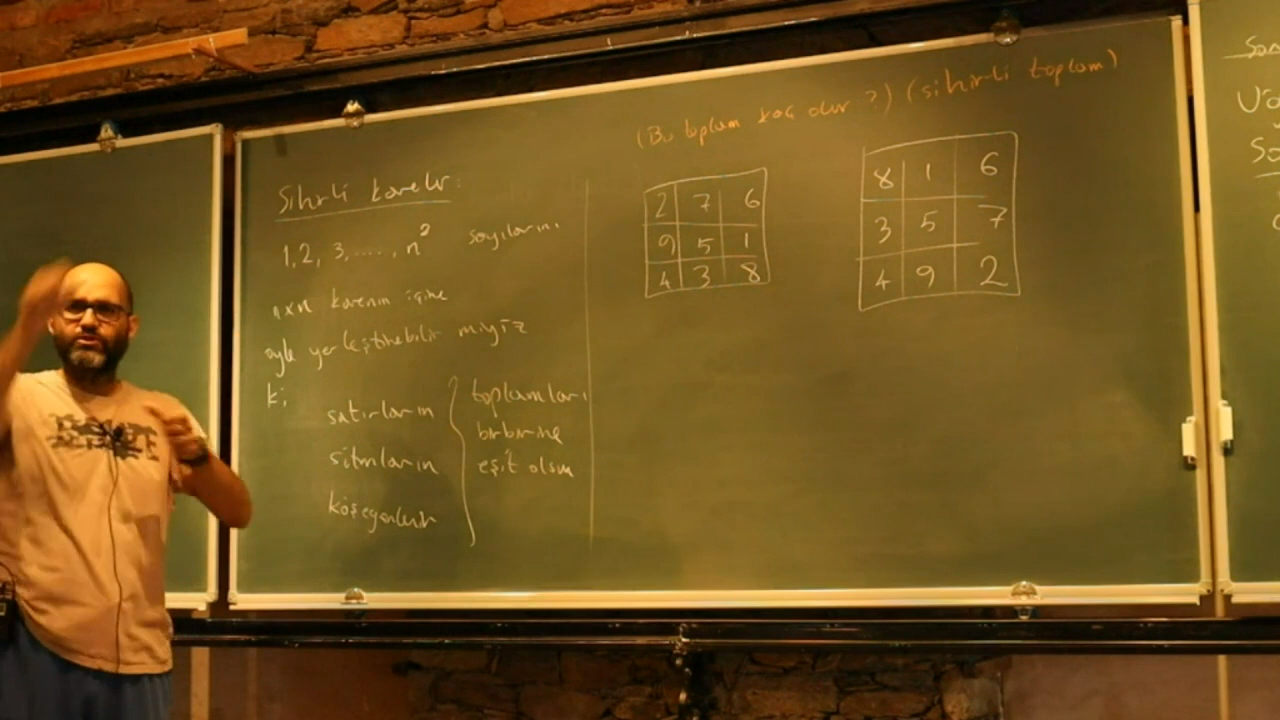 Sihirli kareler:
1, 2, 3, ...., n² sayılarını
nxn karenin içine
öyle yerleştirebilir miyiz
ki
satırların
sütunların
köşegenlerin
toplamları
birbirine
eşit olsun
(Bu toplam kaç olur?) (sihirli toplam)
2 7 6
9 5 1
4 3 8
8 1 6
3 5 7
4 9 2